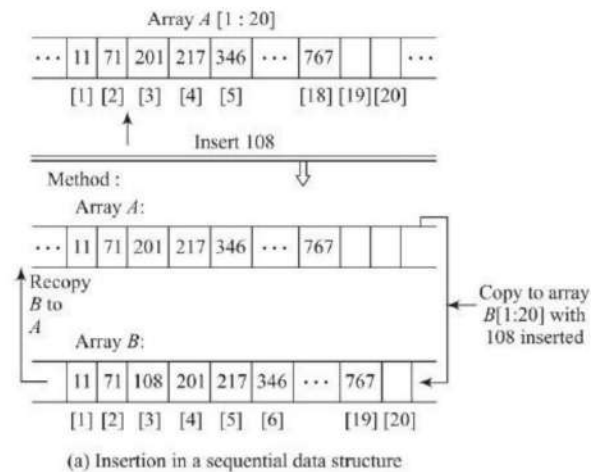 Array A [1 : 20]
··· 11 71 201 217 346 ··· 767 ···
[1] [2] [3] [4] [5] [18] [19] [20]
Insert 108
Method :
Array A:
··· 11 71 201 217 346 ··· 767
Recopy
B to
A
Copy to array
B[1:20] with
108 inserted
Array B:
11 71 108 201 217 346 ··· 767
[1] [2] [3] [4] [5] [6] [19] [20]
(a) Insertion in a sequential data structure